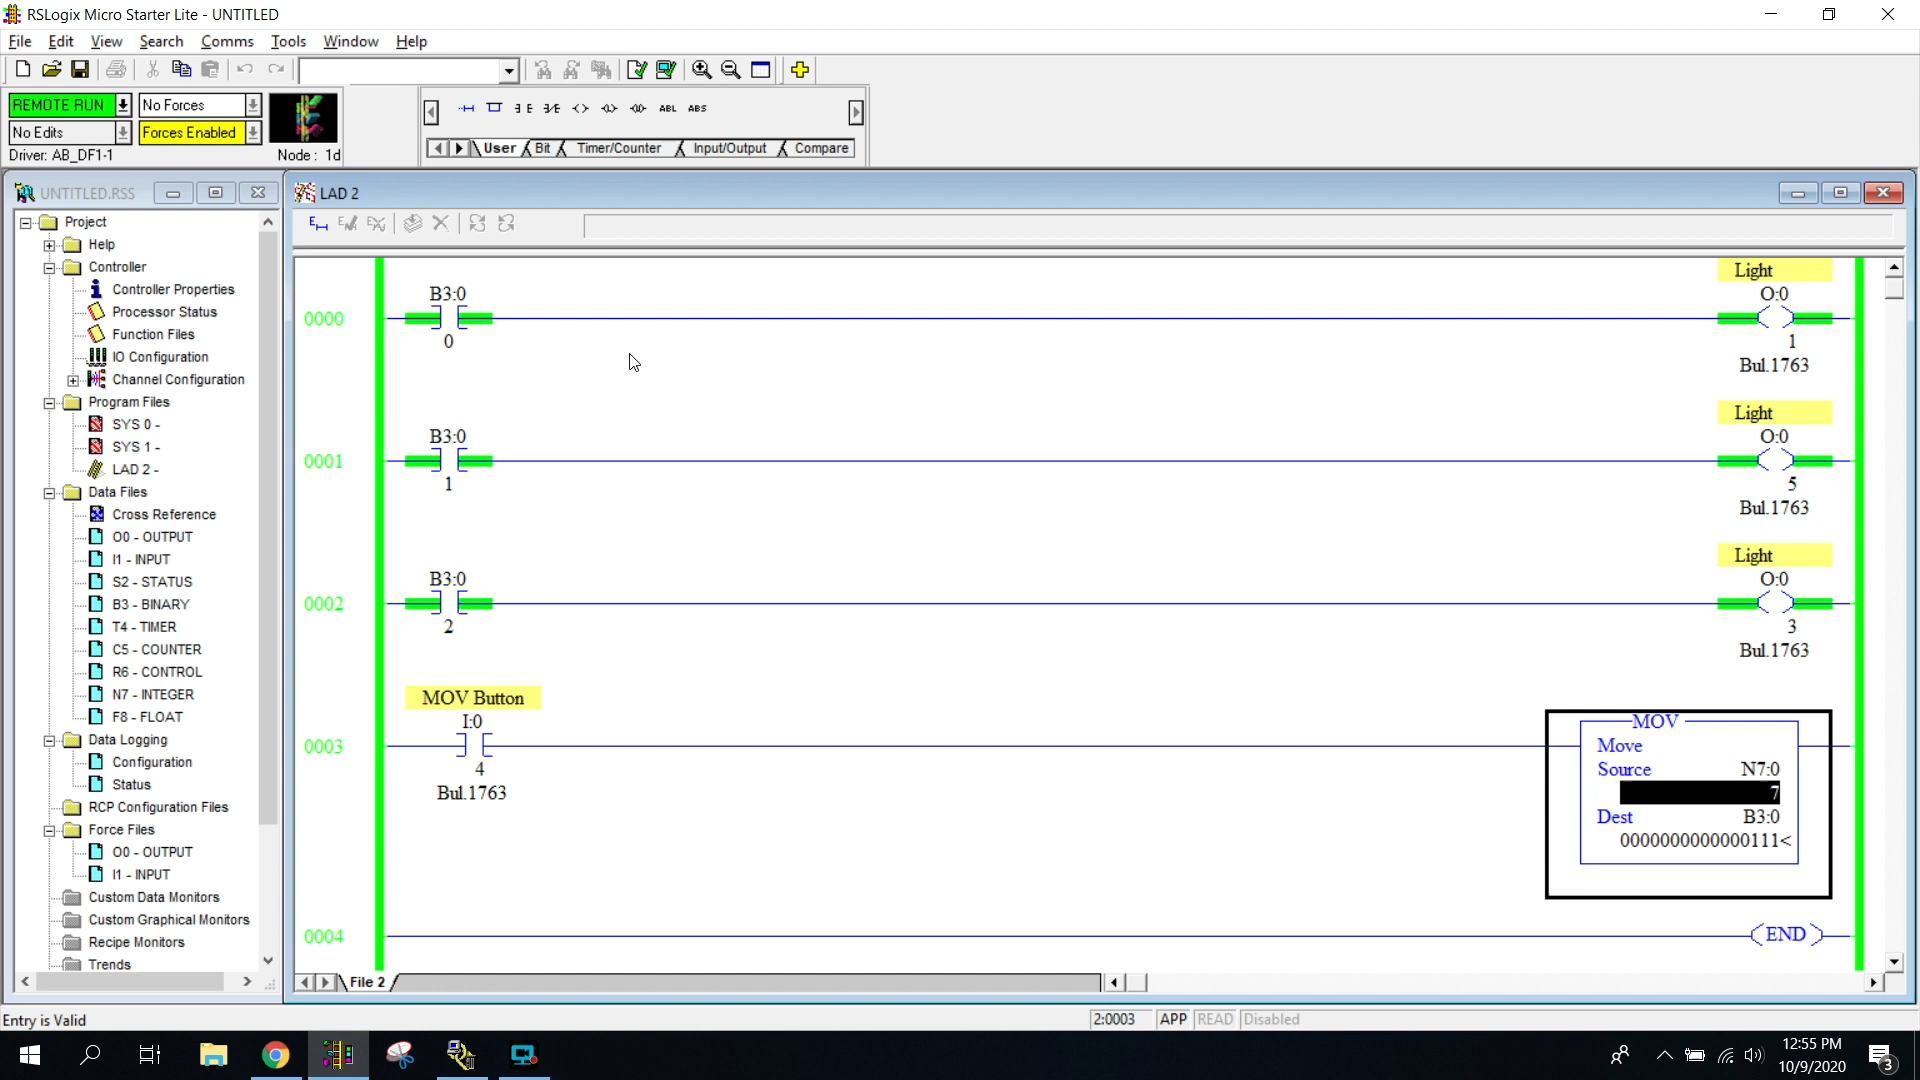 RSLogix Micro Starter Lite - UNTITLED
File Edit View Search Comms Tools Window Help
REMOTE RUN No Forces
No Edits Forces Enabled
Driver: AB_DF1-1 Node : 1d
ABL ABS
User Bit Timer/Counter Input/Output Compare
UNTITLED.RSS
Project
Help
Controller
Controller Properties
Processor Status
Function Files
IO Configuration
Channel Configuration
Program Files
SYS 0 -
SYS 1 -
LAD 2 -
Data Files
Cross Reference
O0 - OUTPUT
I1 - INPUT
S2 - STATUS
B3 - BINARY
T4 - TIMER
C5 - COUNTER
R6 - CONTROL
N7 - INTEGER
F8 - FLOAT
Data Logging
Configuration
Status
RCP Configuration Files
Force Files
O0 - OUTPUT
I1 - INPUT
Custom Data Monitors
Custom Graphical Monitors
Recipe Monitors
Trends
LAD 2
Light
B3:0 O:0
0000
0 1
Bul.1763
Light
B3:0 O:0
0001
1 5
Bul.1763
Light
B3:0 O:0
0002
2 3
Bul.1763
MOV Button
I:0 MOV
0003 Move
4 Source N7:0
Bul.1763 7
Dest B3:0
0000000000000111<
0004 END
File 2
Entry is Valid 2:0003 APP READ Disabled
12:55 PM
10/9/2020
3